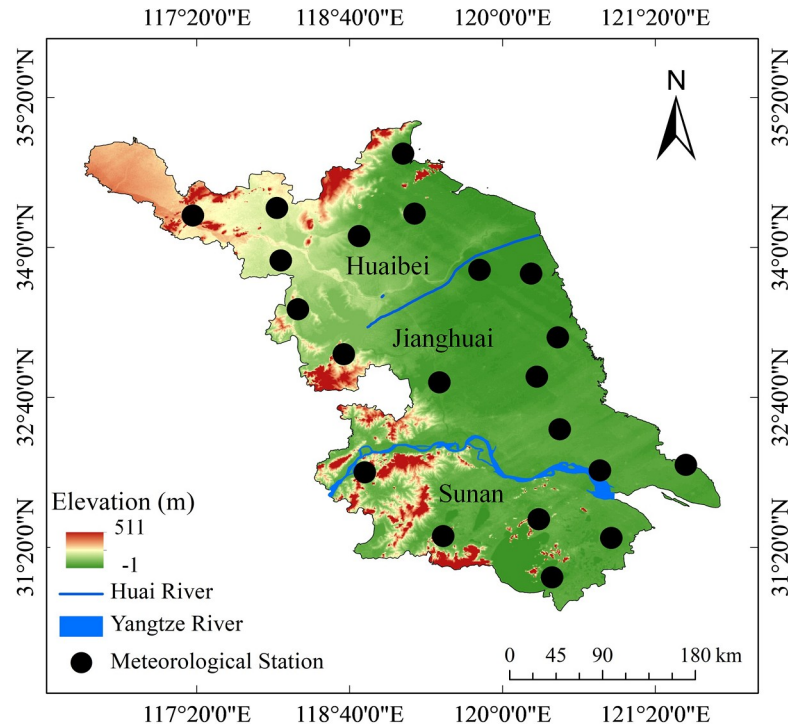 117°20'0"E 118°40'0"E 120°0'0"E 121°20'0"E
35°20'0"N
35°20'0"N
N
34°0'0"N
34°0'0"N
Huaibei
Jianghuai
32°40'0"N
32°40'0"N
Sunan
Elevation (m)
511
-1
31°20'0"N
31°20'0"N
Huai River
Yangtze River
Meteorological Station
0 45 90 180 km
117°20'0"E 118°40'0"E 120°0'0"E 121°20'0"E